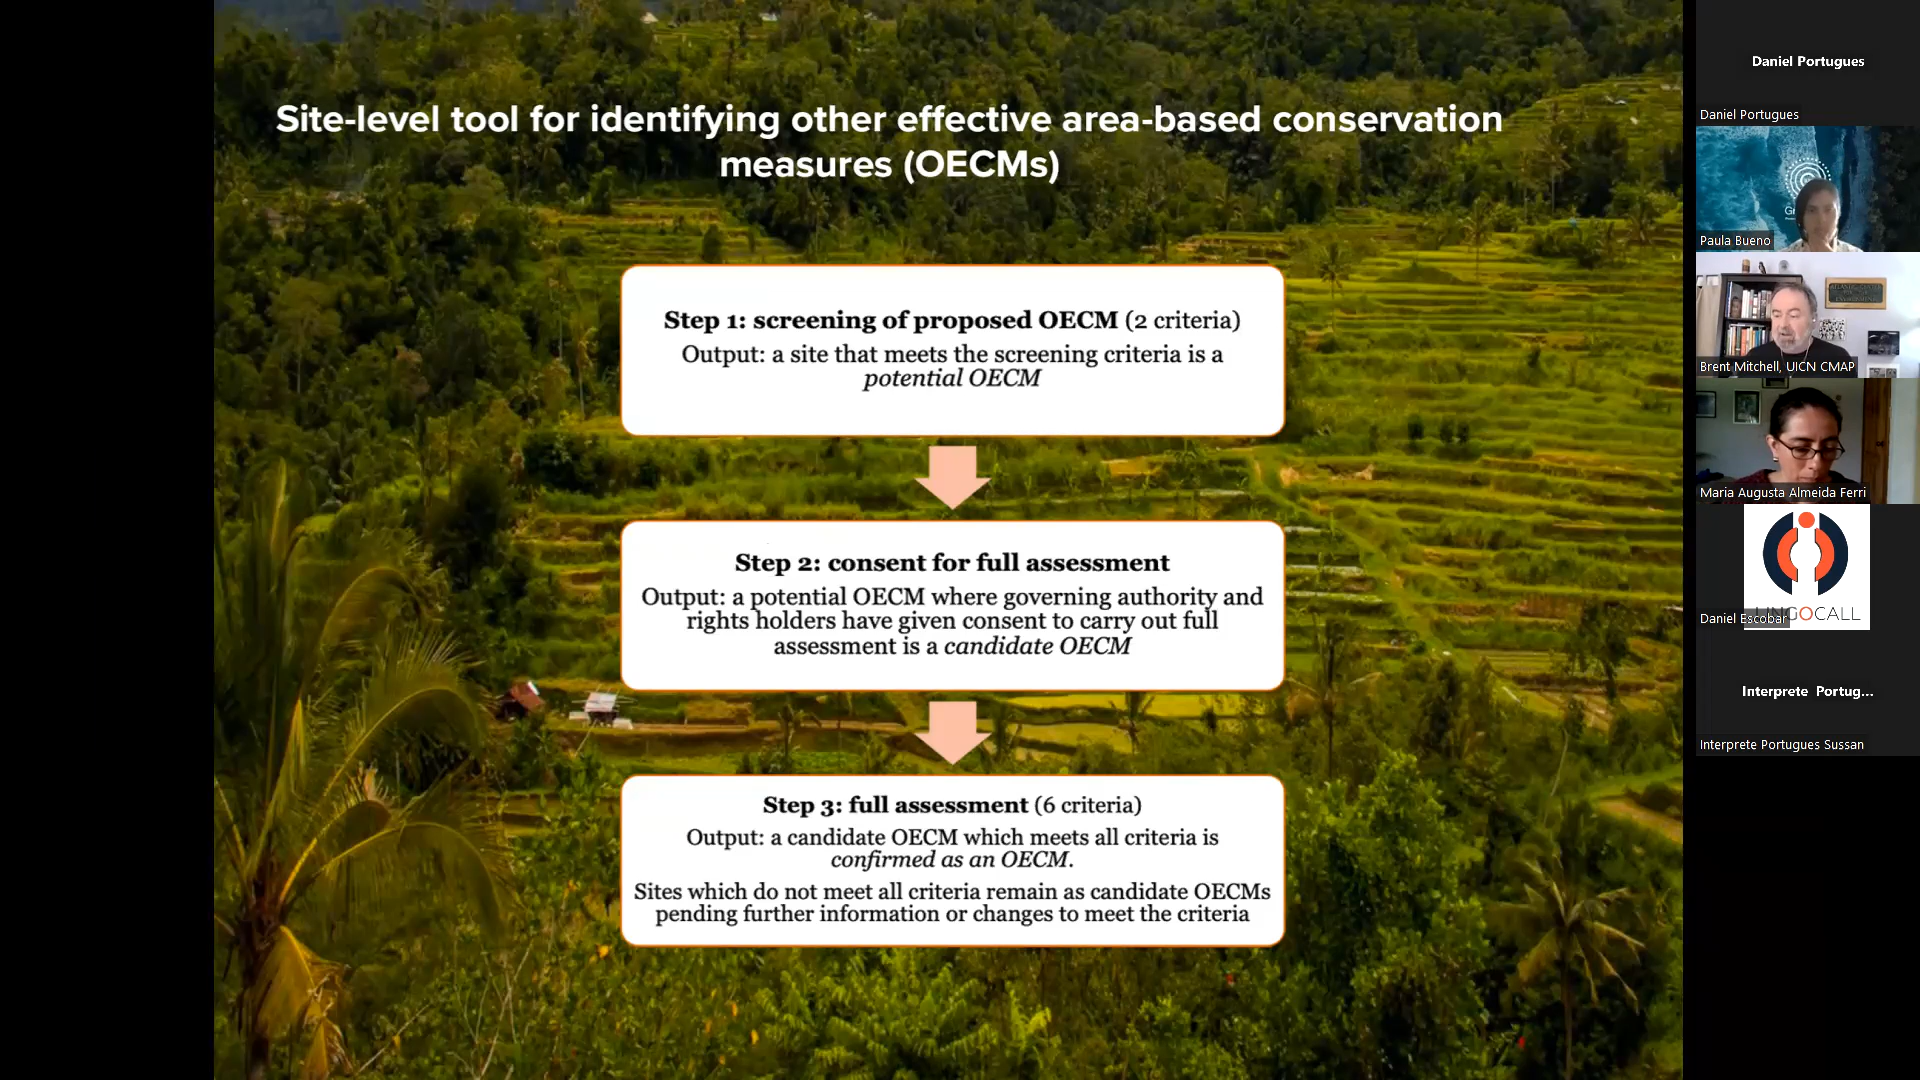 Site-level tool for identifying other effective area-based conservation
measures (OECMs)
Step 1: screening of proposed OECM (2 criteria)
Output: a site that meets the screening criteria is a
potential OECM
Step 2: consent for full assessment
Output: a potential OECM where governing authority and
rights holders have given consent to carry out full
assessment is a candidate OECM
Step 3: full assessment (6 criteria)
Output: a candidate OECM which meets all criteria is
confirmed as an OECM.
Sites which do not meet all criteria remain as candidate OECMs
pending further information or changes to meet the criteria
Daniel Portugues
Daniel Portugues
Paula Bueno
Brent Mitchell, UICN CMAP
Maria Augusta Almeida Ferri
Daniel Escobar
Interprete Portug...
Interprete Portugues Sussan